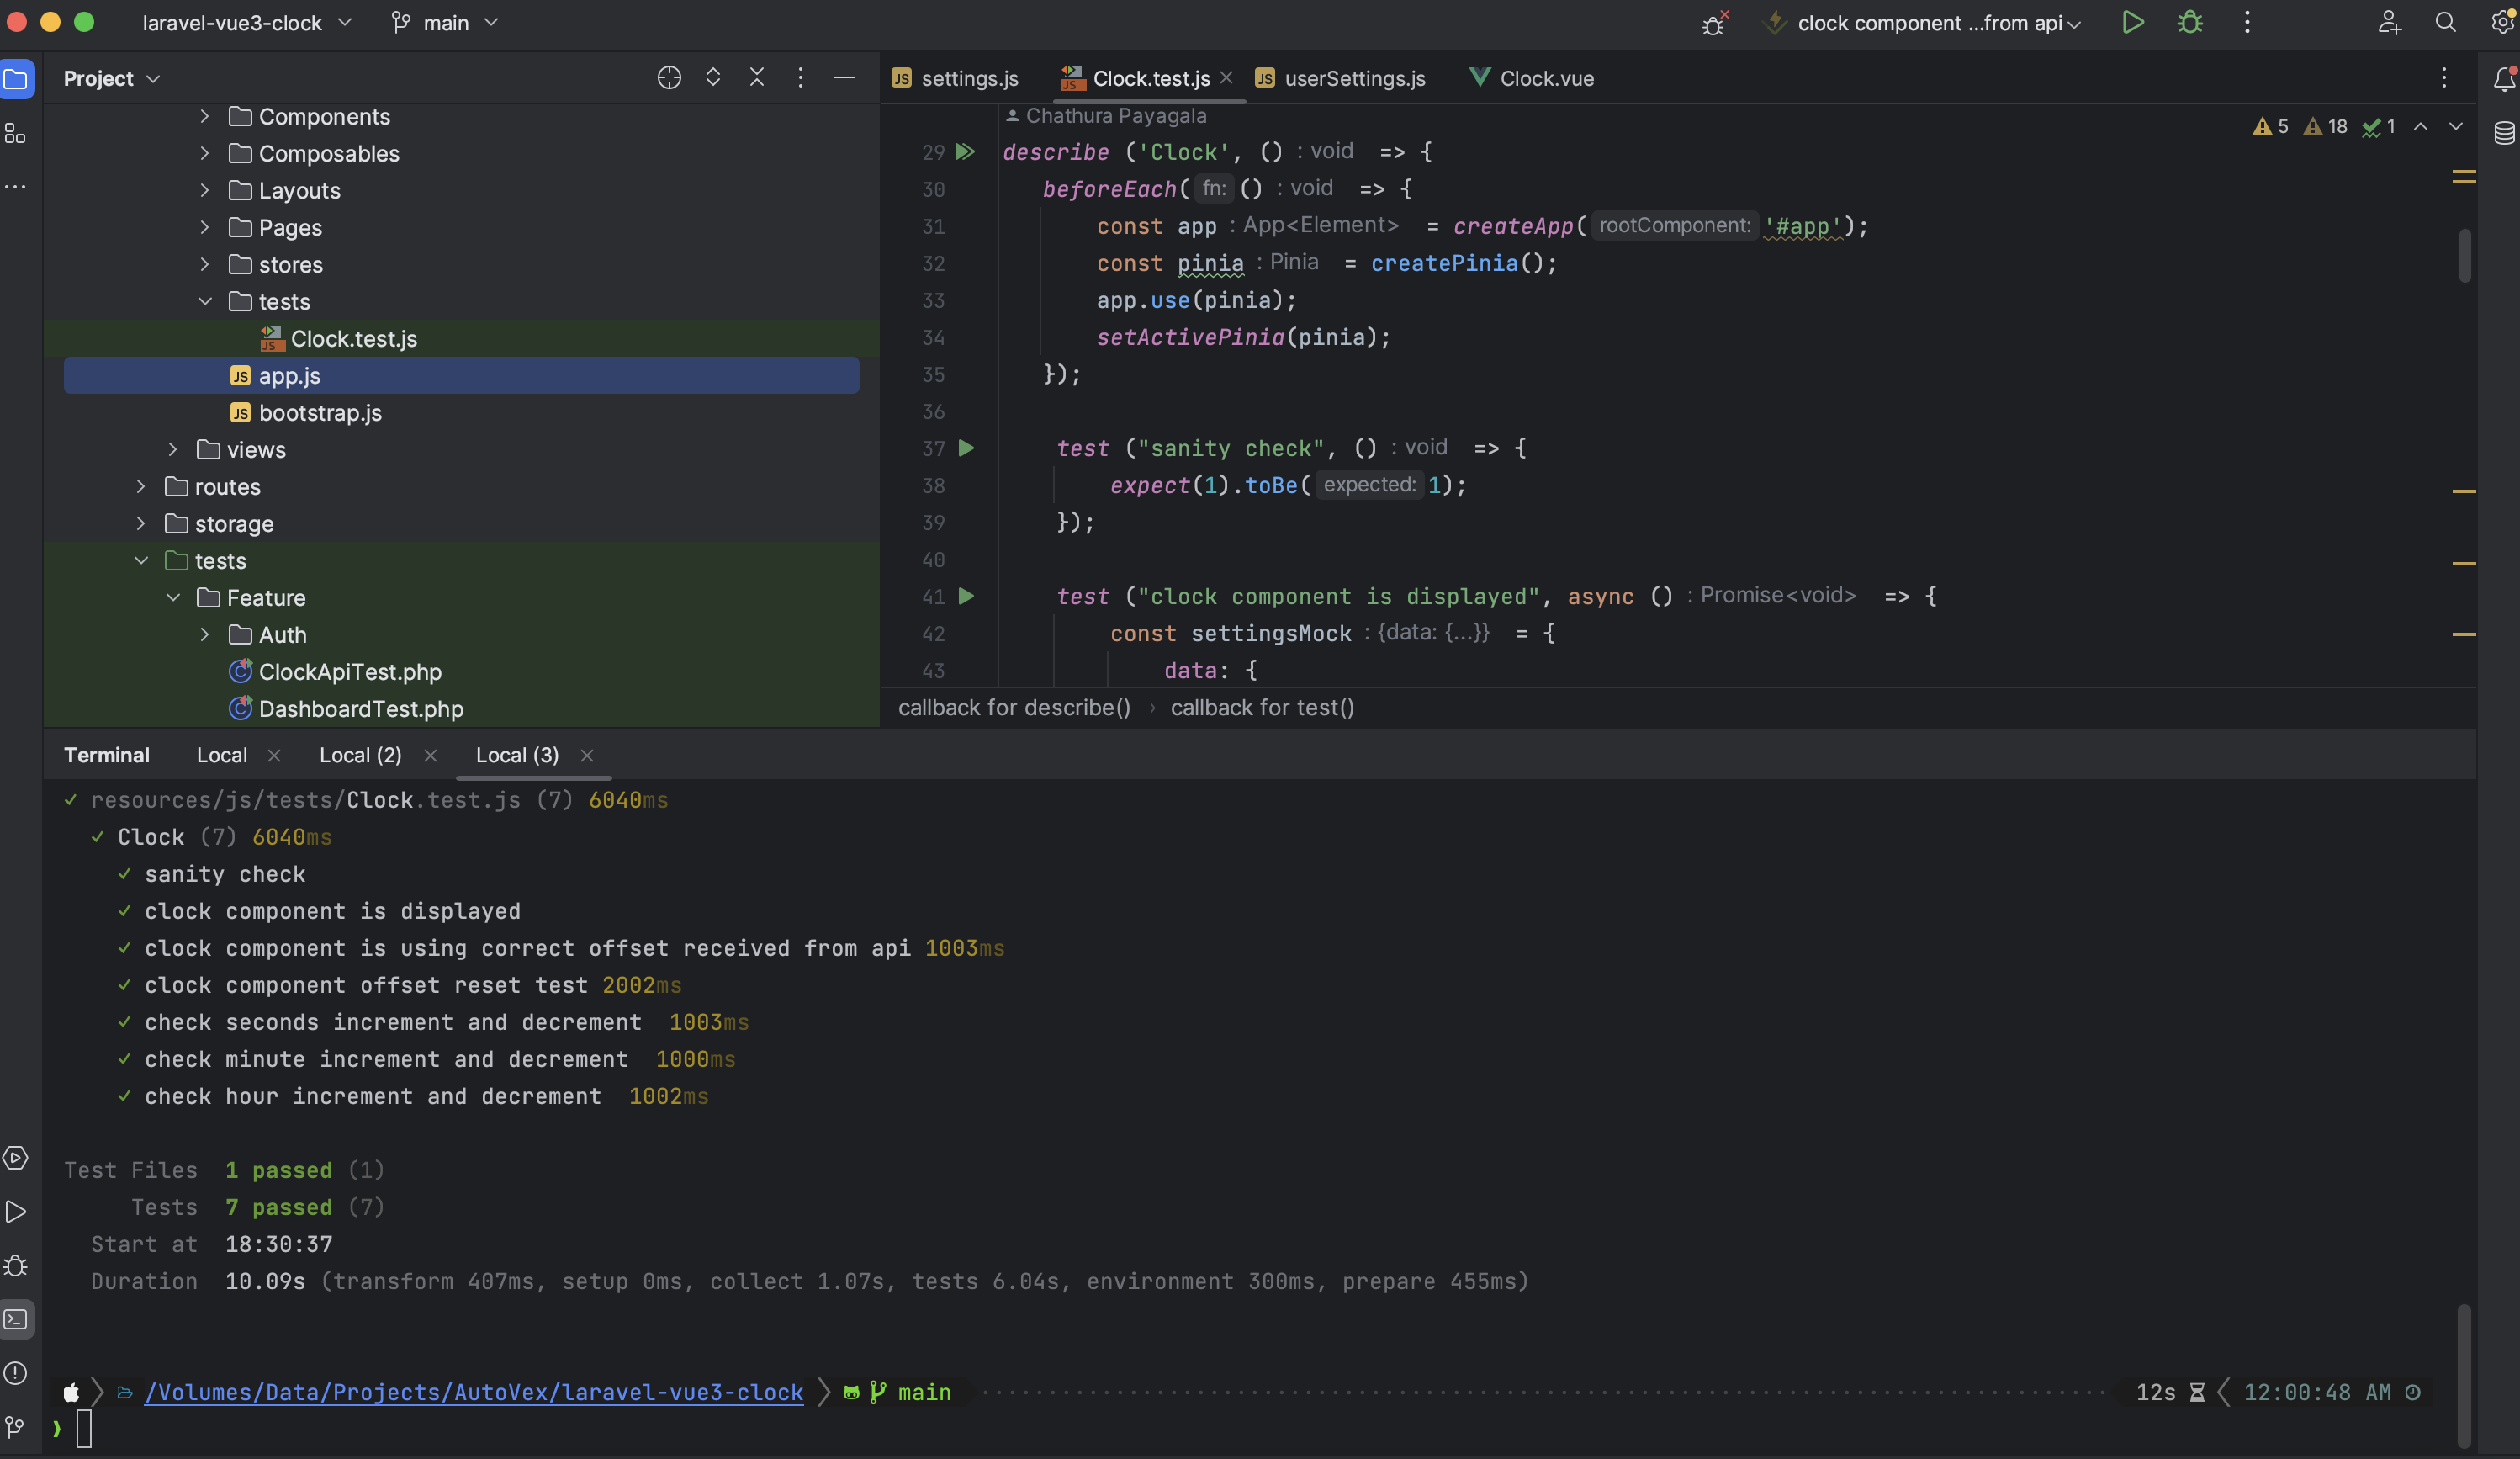 laravel-vue3-clock
main
clock component ...from api
Project
Components
Composables
Layouts
Pages
stores
tests
Clock.test.js
app.js
bootstrap.js
views
routes
storage
tests
Feature
Auth
ClockApiTest.php
DashboardTest.php
settings.js
Clock.test.js
userSettings.js
Clock.vue
Chathura Payagala
5 18 1
29 describe ('Clock', () : void => {
30 beforeEach( fn: () : void => {
31 const app : App<Element> = createApp( rootComponent: '#app');
32 const pinia : Pinia = createPinia();
33 app.use(pinia);
34 setActivePinia(pinia);
35 });
36
37 test ("sanity check", () : void => {
38 expect(1).toBe( expected: 1);
39 });
40
41 test ("clock component is displayed", async () : Promise<void> => {
42 const settingsMock : {data: {...}} = {
43 data: {
callback for describe() › callback for test()
Terminal Local Local (2) Local (3)
✓ resources/js/tests/Clock.test.js (7) 6040ms
✓ Clock (7) 6040ms
✓ sanity check
✓ clock component is displayed
✓ clock component is using correct offset received from api 1003ms
✓ clock component offset reset test 2002ms
✓ check seconds increment and decrement 1003ms
✓ check minute increment and decrement 1000ms
✓ check hour increment and decrement 1002ms
Test Files 1 passed (1)
Tests 7 passed (7)
Start at 18:30:37
Duration 10.09s (transform 407ms, setup 0ms, collect 1.07s, tests 6.04s, environment 300ms, prepare 455ms)
/Volumes/Data/Projects/AutoVex/laravel-vue3-clock main 12s 12:00:48 AM
❯